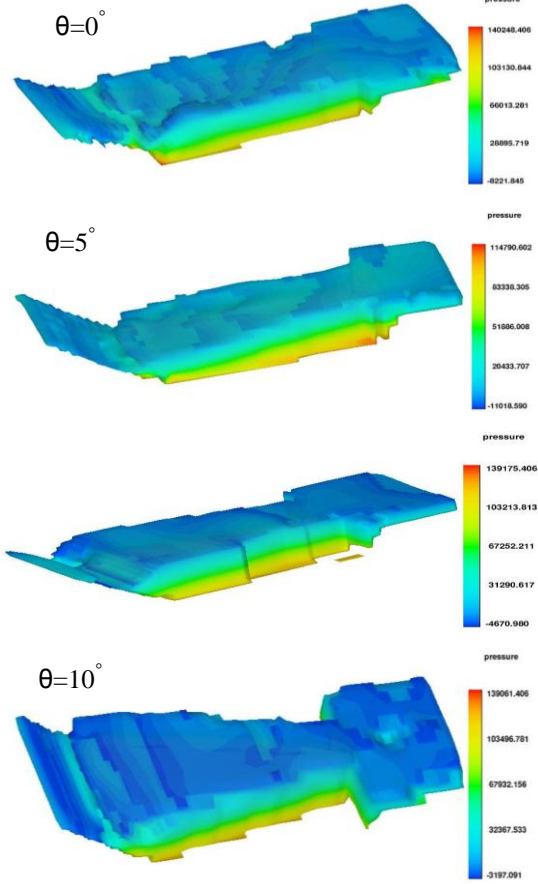 pressure
θ=0°
140248.406
103130.844
66013.281
28895.719
-8221.845
pressure
θ=5°
114790.602
83338.305
51886.008
20433.707
-11018.590
pressure
139175.406
103213.813
67252.211
31290.617
-4670.980
pressure
θ=10°
139061.406
103496.781
67932.156
32367.533
-3197.091